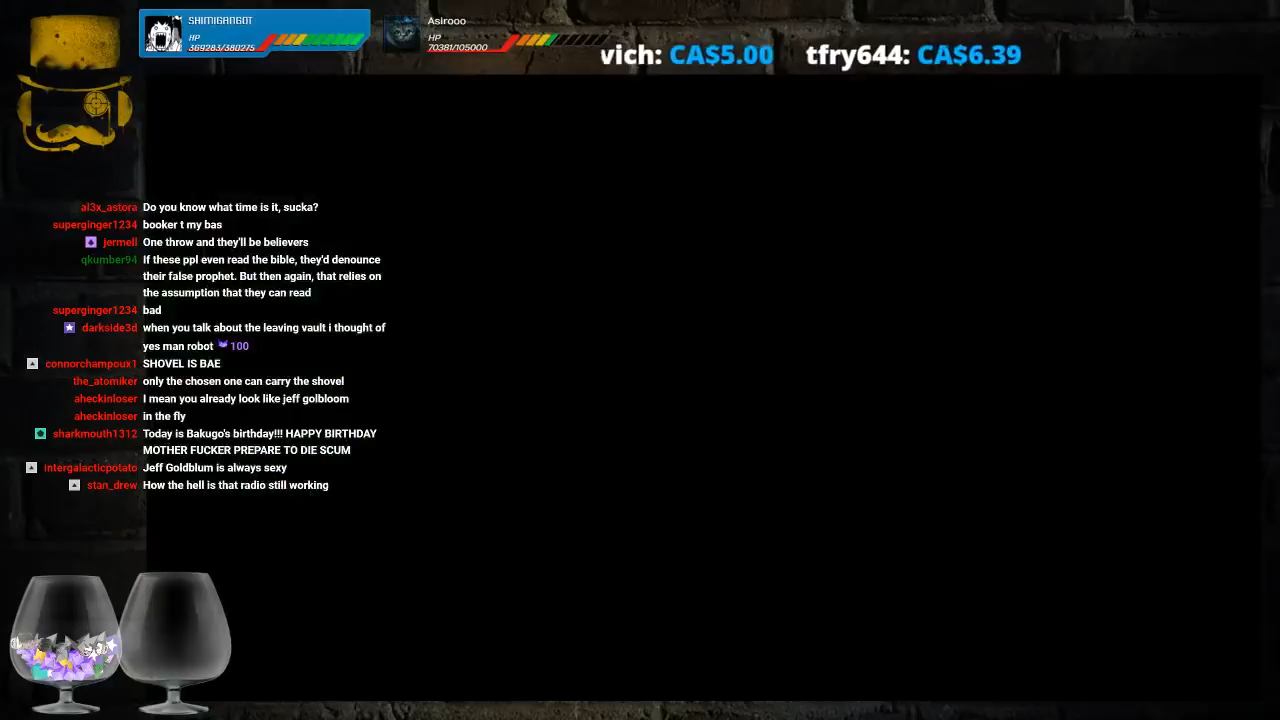 SHIMIGANGOT
HP
369283/380275
Asirooo
HP
70381/105000
vich: CA$5.00 tfry644: CA$6.39
al3x_astora Do you know what time is it, sucka?
superginger1234 booker t my bas
jermell One throw and they'll be believers
qkumber94 If these ppl even read the bible, they'd denounce
their false prophet. But then again, that relies on
the assumption that they can read
superginger1234 bad
darkside3d when you talk about the leaving vault i thought of
yes man robot 100
connorchampoux1 SHOVEL IS BAE
the_atomiker only the chosen one can carry the shovel
aheckinloser I mean you already look like jeff golbloom
aheckinloser in the fly
sharkmouth1312 Today is Bakugo's birthday!!! HAPPY BIRTHDAY
MOTHER FUCKER PREPARE TO DIE SCUM
intergalacticpotato Jeff Goldblum is always sexy
stan_drew How the hell is that radio still working